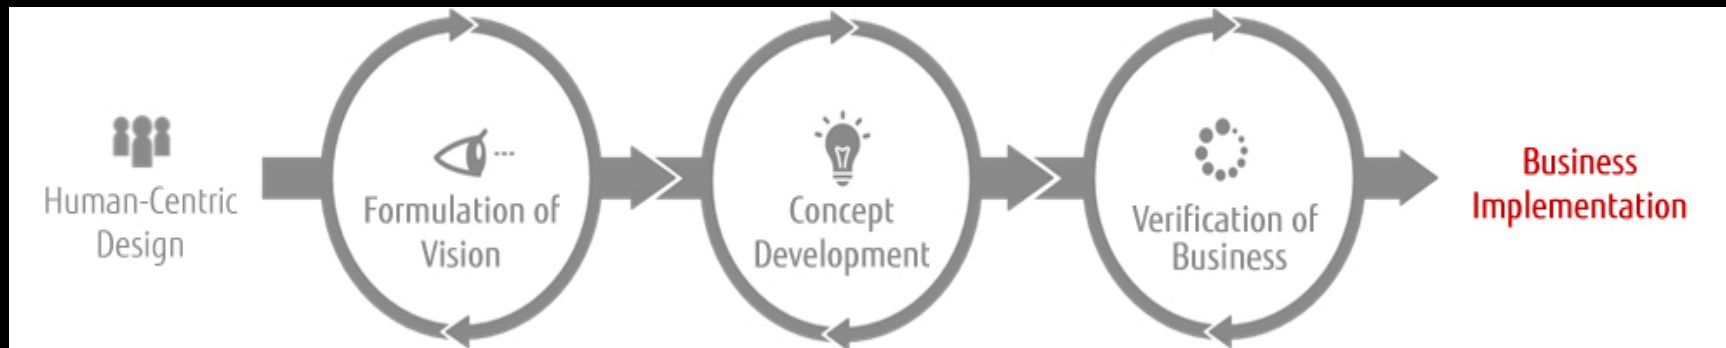 Human-Centric
Design
Formulation of
Vision
Concept
Development
Verification of
Business
Business
Implementation